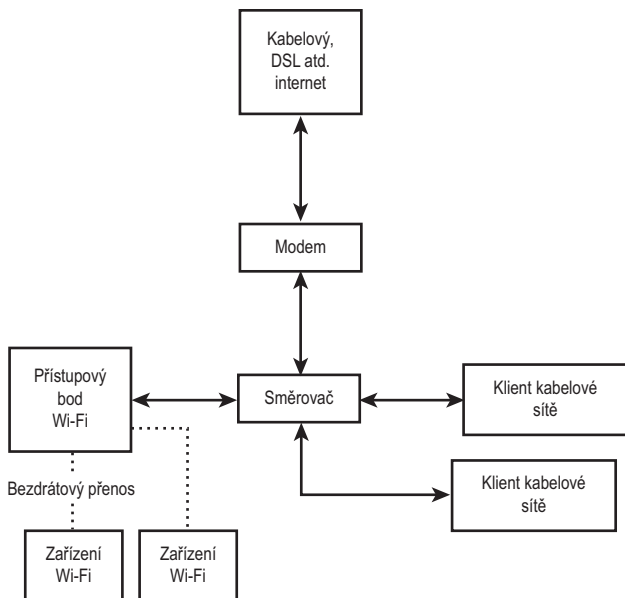 Kabelový,
DSL atd.
internet
Modem
Přístupový
bod
Wi-Fi
Směrovač
Klient kabelové
sítě
Klient kabelové
sítě
Bezdrátový přenos
Zařízení
Wi-Fi
Zařízení
Wi-Fi